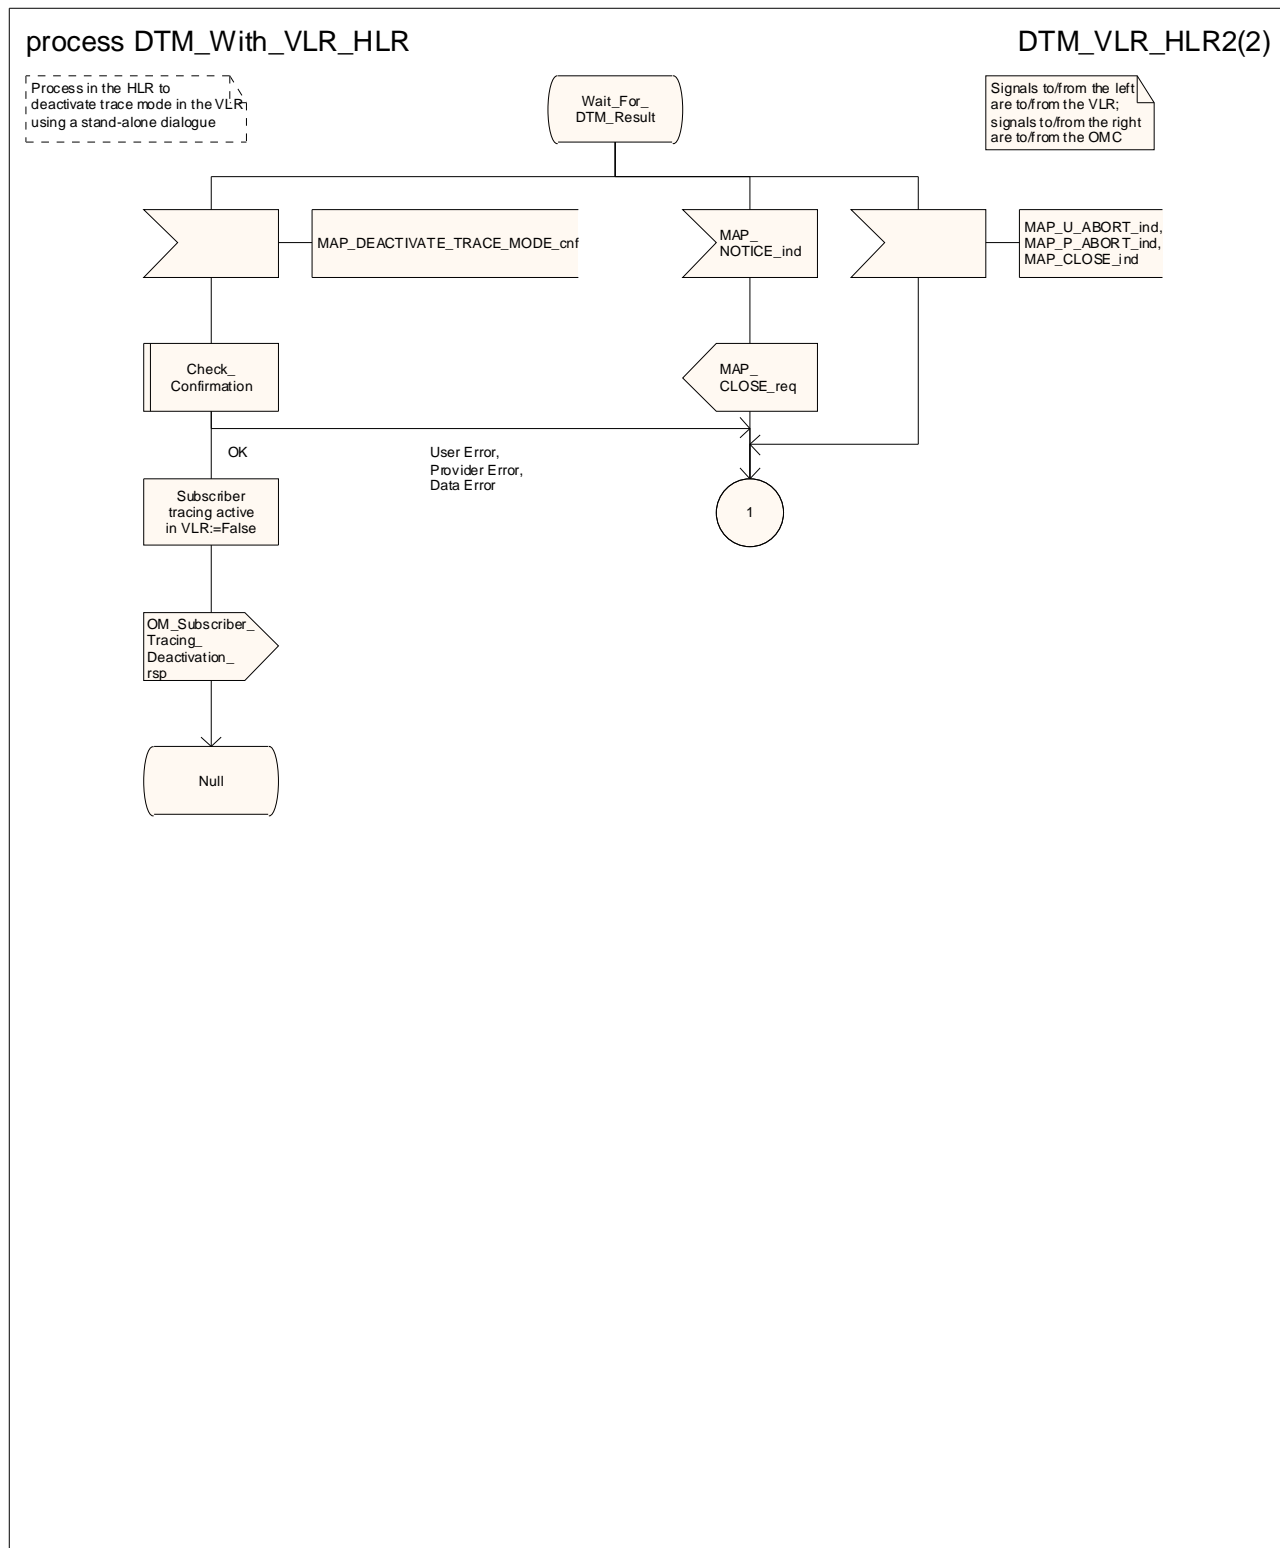 process DTM_With_VLR_HLR
DTM_VLR_HLR2(2)
Process in the HLR to
deactivate trace mode in the VLR
using a stand-alone dialogue
Wait_For_
DTM_Result
Signals to/from the left
are to/from the VLR;
signals to/from the right
are to/from the OMC
MAP_DEACTIVATE_TRACE_MODE_cnf
MAP_
NOTICE_ind
MAP_U_ABORT_ind,
MAP_P_ABORT_ind,
MAP_CLOSE_ind
Check_
Confirmation
MAP_
CLOSE_req
OK
User Error,
Provider Error,
Data Error
Subscriber
tracing active
in VLR:=False
1
OM_Subscriber_
Tracing_
Deactivation_
rsp
Null